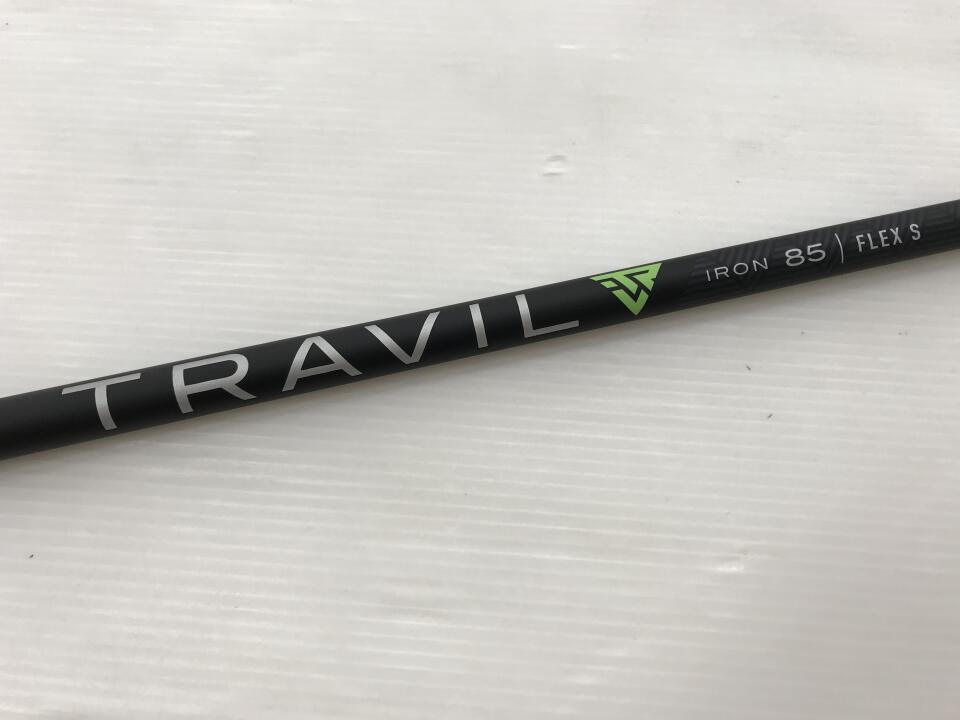 TRAVIL IRON 85 ) FLEX S